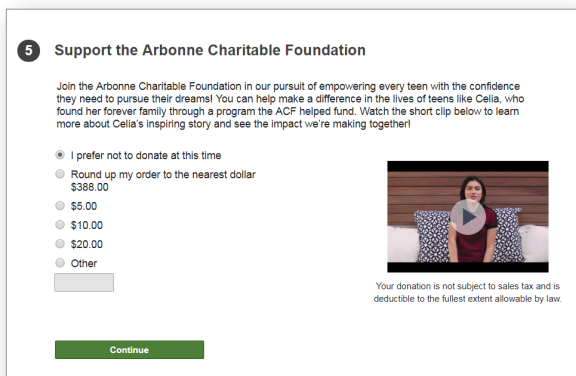 5 Support the Arbonne Charitable Foundation
Join the Arbonne Charitable Foundation in our pursuit of empowering every teen with the confidence
they need to pursue their dreams! You can help make a difference in the lives of teens like Celia, who
found her forever family through a program the ACF helped fund. Watch the short clip below to learn
more about Celia's inspiring story and see the impact we're making together!
I prefer not to donate at this time
Round up my order to the nearest dollar
$388.00
$5.00
$10.00
$20.00
Other
Your donation is not subject to sales tax and is
deductible to the fullest extent allowable by law.
Continue